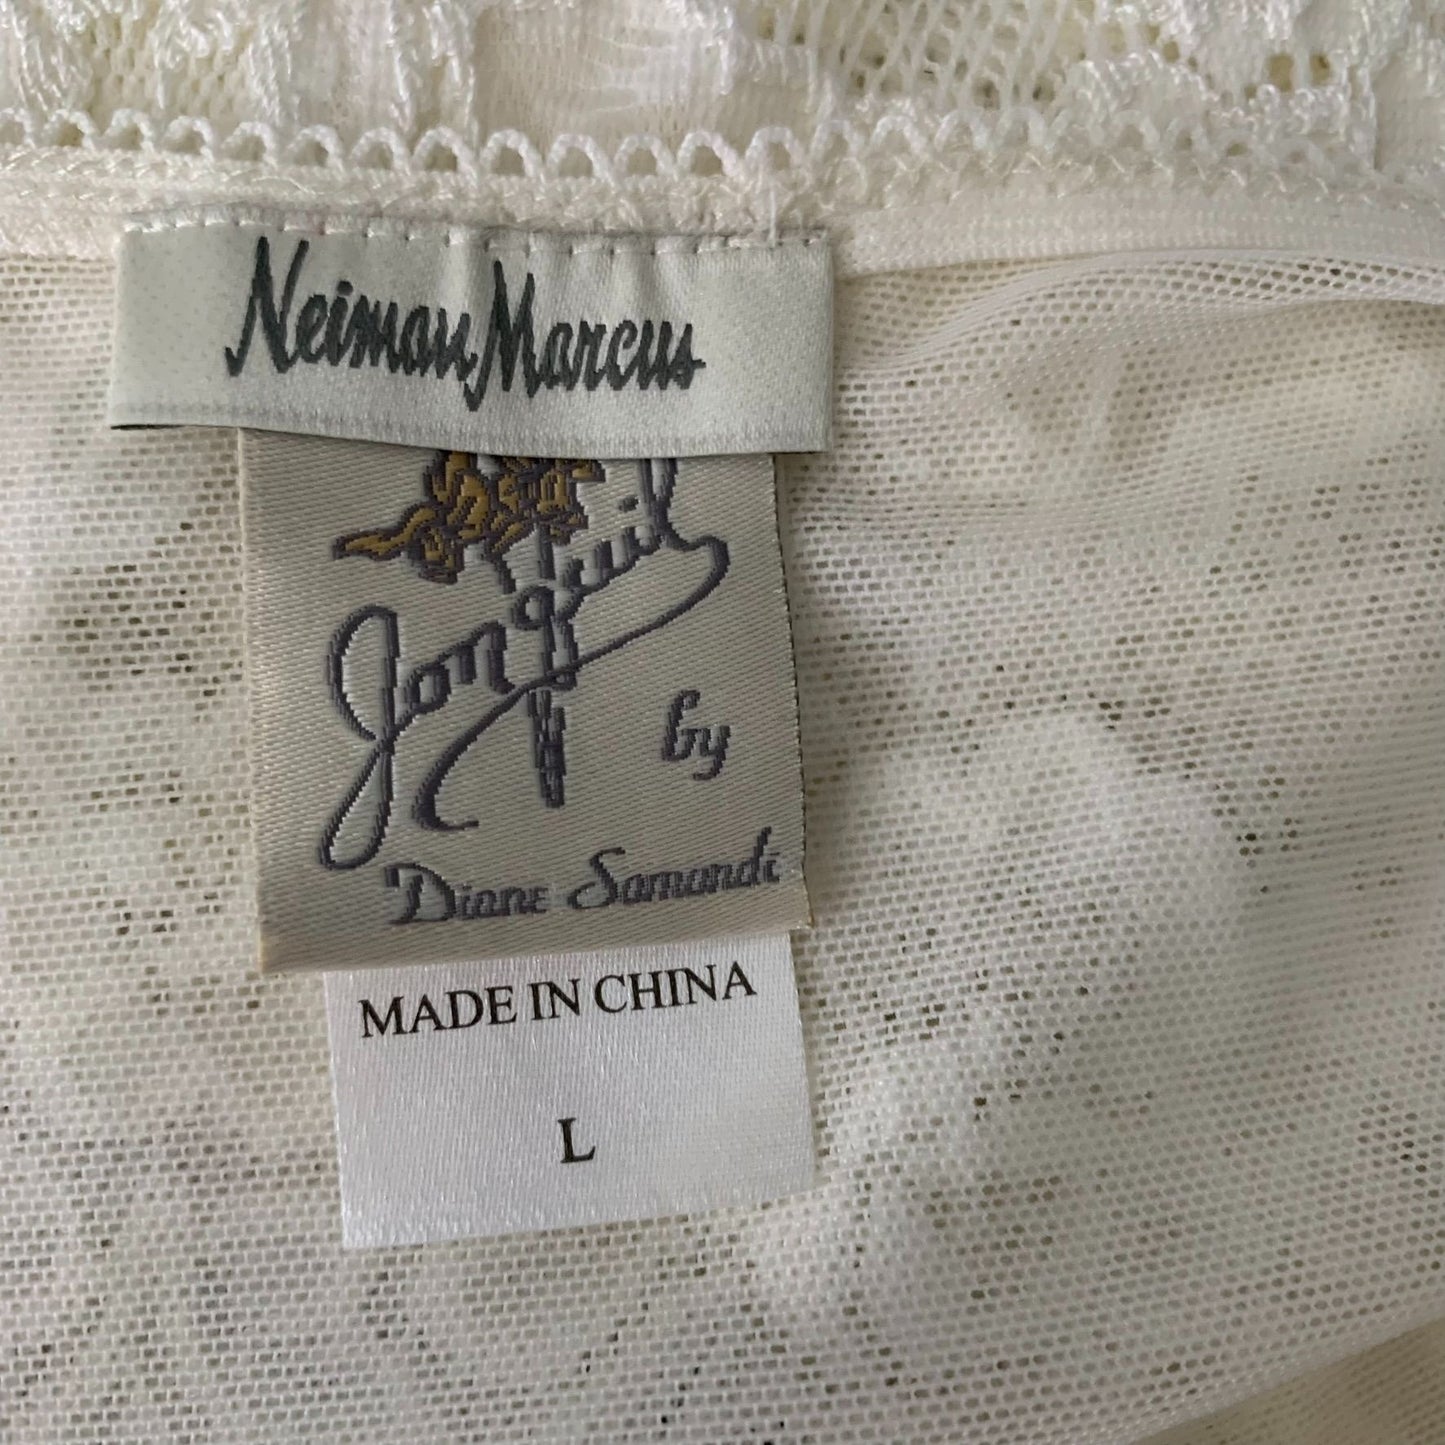 Neiman Marcus
Jonquil
by
Diane Samandi
MADE IN CHINA
L